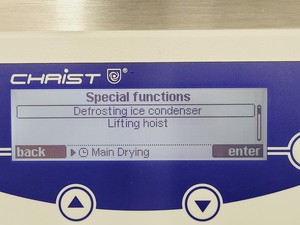 CHRIST
Special functions
Defrosting ice condenser
Lifting hoist
back Main Drying enter